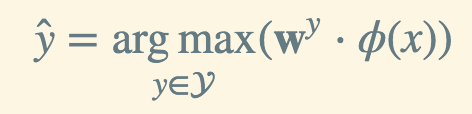 ŷ = arg max(𝐰^y · ϕ(x))
y∈𝒴